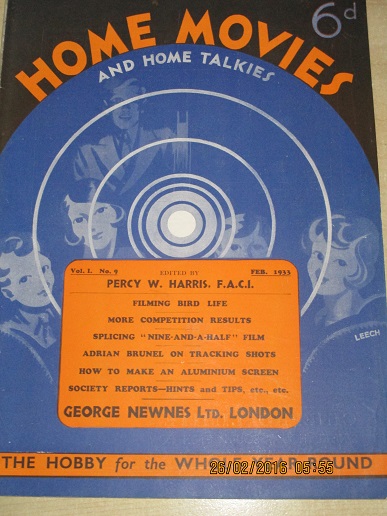 6d
HOME MOVIES
AND HOME TALKIES
Vol. 1. No. 9 EDITED BY FEB. 1933
PERCY W. HARRIS, F.A.C.I.
FILMING BIRD LIFE
MORE COMPETITION RESULTS
SPLICING "NINE-AND-A-HALF" FILM
ADRIAN BRUNEL ON TRACKING SHOTS
HOW TO MAKE AN ALUMINIUM SCREEN
SOCIETY REPORTS—HINTS and TIPS, etc., etc.
GEORGE NEWNES LTD. LONDON
LEECH
THE HOBBY for the WHOLE YEAR ROUND
26/02/2016 05:55